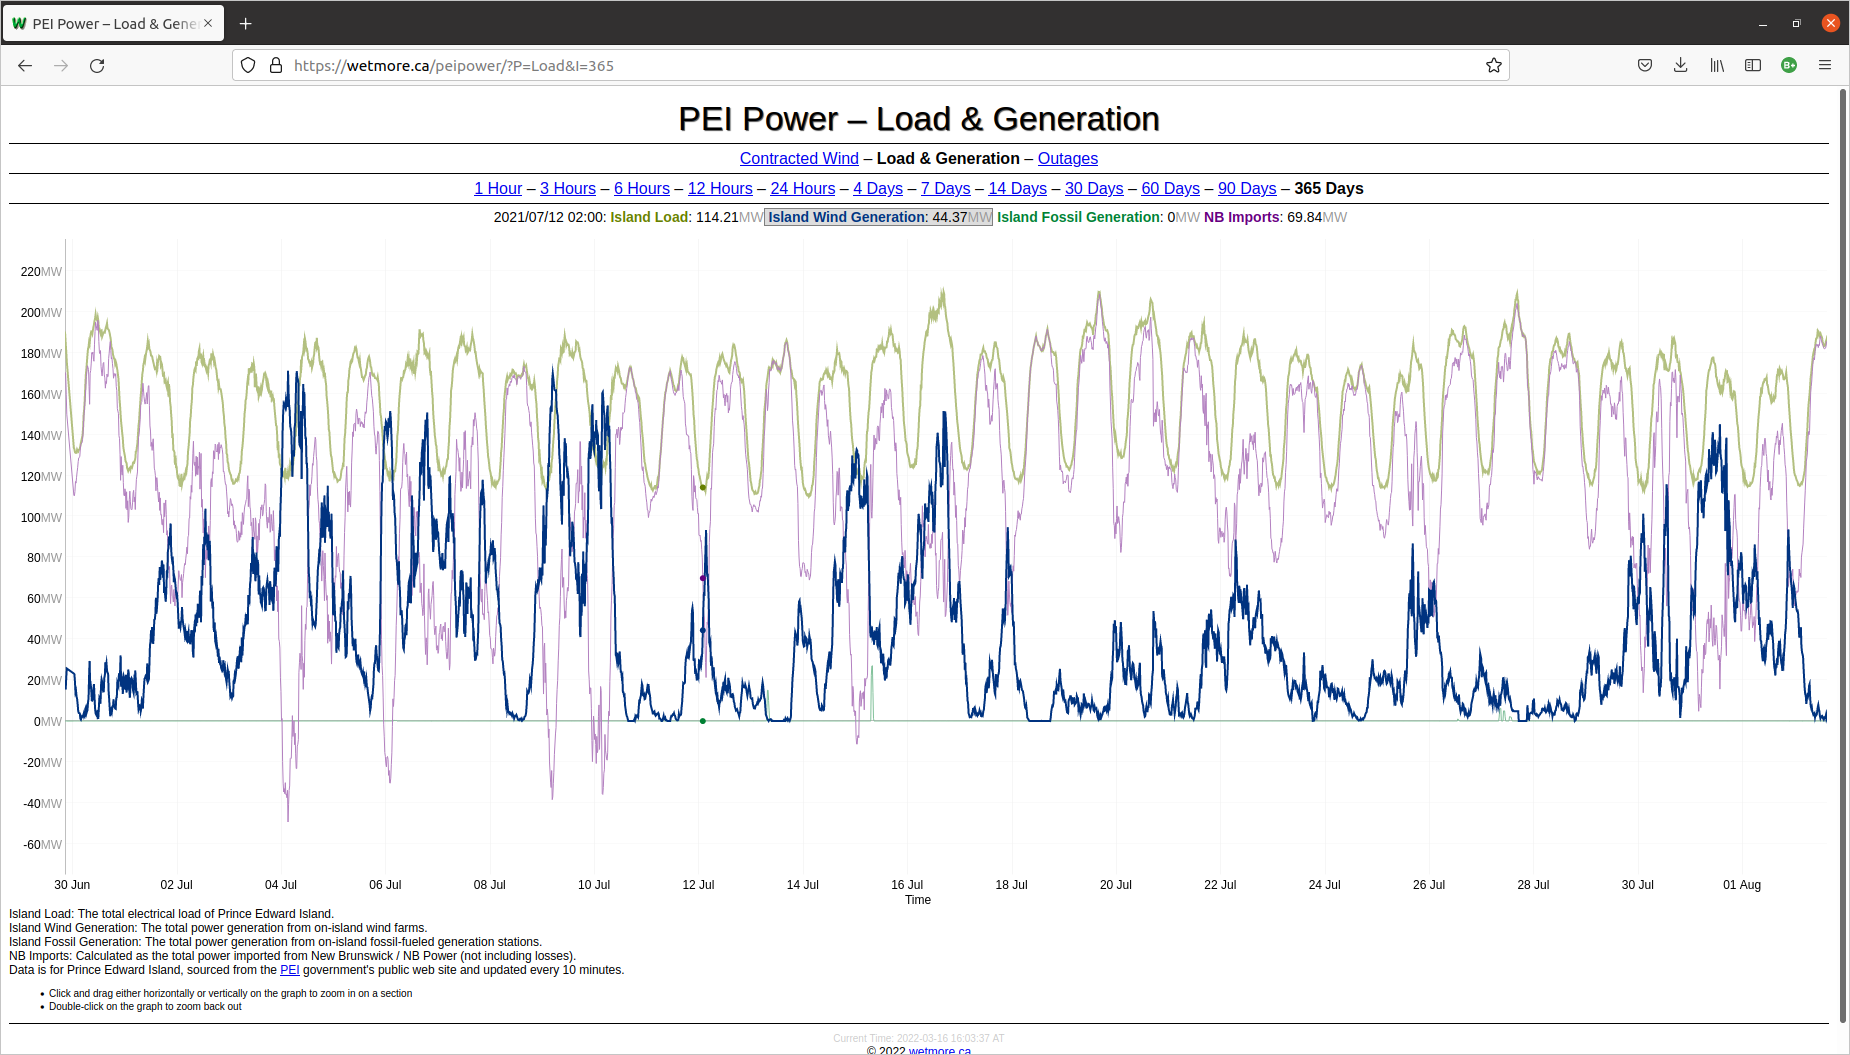 PEI Power – Load & Gene
https://wetmore.ca/peipower/?P=Load&I=365
PEI Power – Load & Generation
Contracted Wind – Load & Generation – Outages
1 Hour – 3 Hours – 6 Hours – 12 Hours – 24 Hours – 4 Days – 7 Days – 14 Days – 30 Days – 60 Days – 90 Days – 365 Days
2021/07/12 02:00: Island Load: 114.21MW Island Wind Generation: 44.37MW Island Fossil Generation: 0MW NB Imports: 69.84MW
220MW
200MW
180MW
160MW
140MW
120MW
100MW
80MW
60MW
40MW
20MW
0MW
-20MW
-40MW
-60MW
30 Jun 02 Jul 04 Jul 06 Jul 08 Jul 10 Jul 12 Jul 14 Jul 16 Jul 18 Jul 20 Jul 22 Jul 24 Jul 26 Jul 28 Jul 30 Jul 01 Aug
Time
Island Load: The total electrical load of Prince Edward Island.
Island Wind Generation: The total power generation from on-island wind farms.
Island Fossil Generation: The total power generation from on-island fossil-fueled generation stations.
NB Imports: Calculated as the total power imported from New Brunswick / NB Power (not including losses).
Data is for Prince Edward Island, sourced from the PEI government's public web site and updated every 10 minutes.
• Click and drag either horizontally or vertically on the graph to zoom in on a section
• Double-click on the graph to zoom back out
Current Time: 2022-03-16 16:03:37 AT
© 2022 wetmore.ca